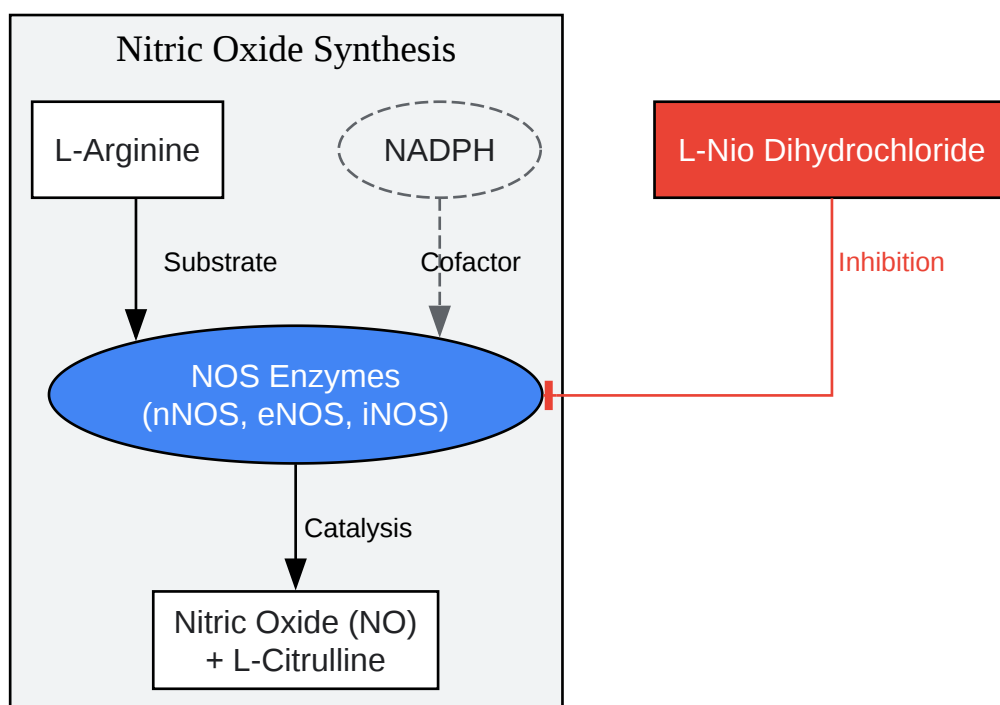 Nitric Oxide Synthesis
L-Arginine
NADPH
L-Nio Dihydrochloride
Substrate
Cofactor
Inhibition
NOS Enzymes
(nNOS, eNOS, iNOS)
Catalysis
Nitric Oxide (NO)
+ L-Citrulline